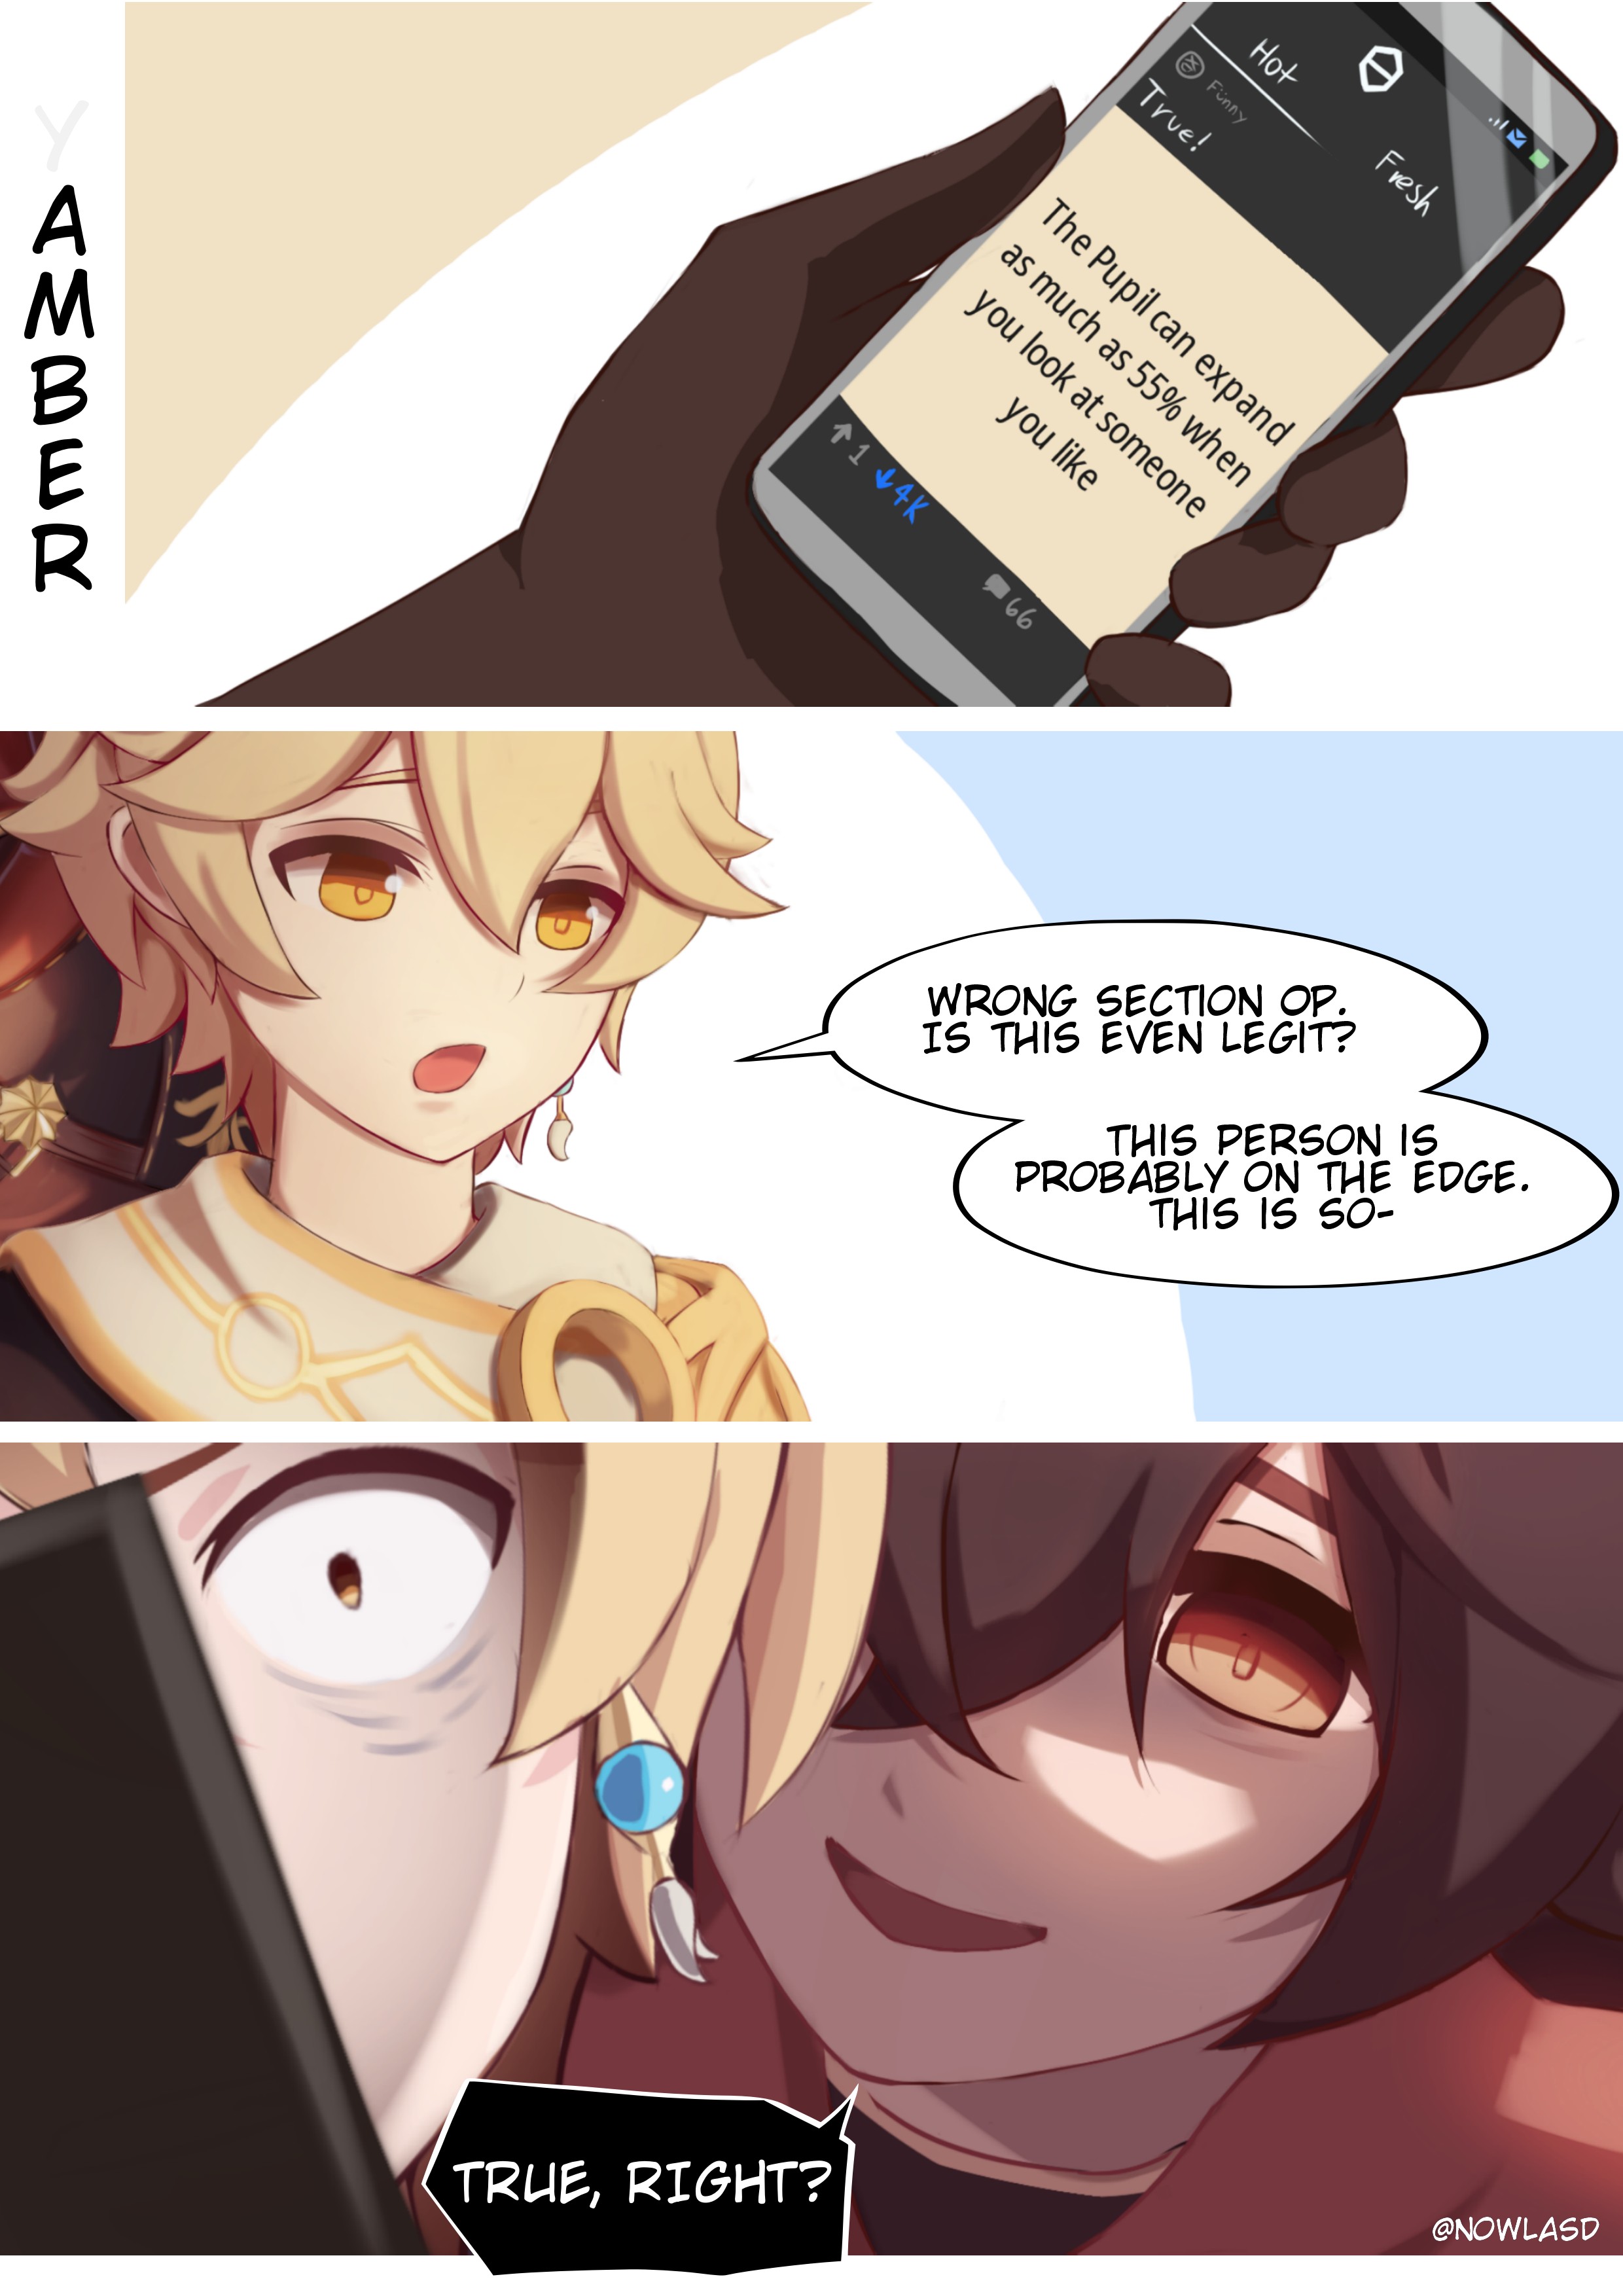 Y
A
M
B
E
R
Hot
Fresh
Funny
True!
The Pupil can expand
as much as 55% when
you look at someone
you like
1
4K
66
WRONG SECTION OP.
IS THIS EVEN LEGIT?
THIS PERSON IS
PROBABLY ON THE EDGE.
THIS IS SO-
TRUE, RIGHT?
@NOWLASD